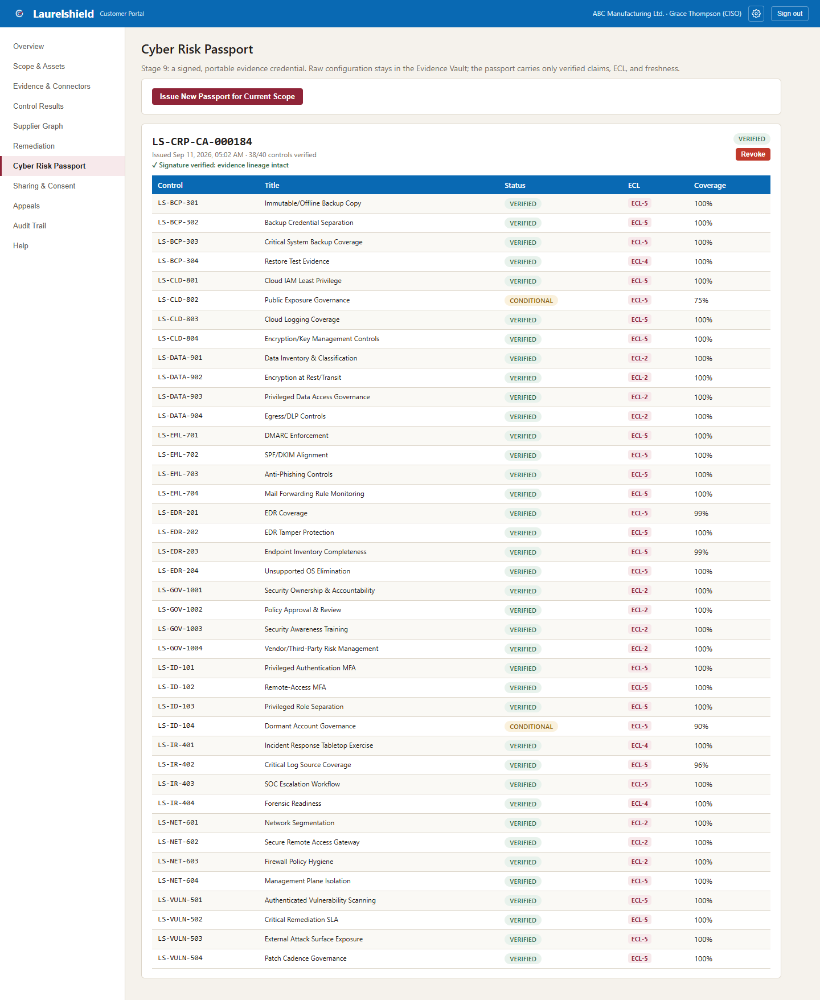 Laurelshield Customer Portal
ABC Manufacturing Ltd. · Grace Thompson (CISO)
Sign out
Overview
Scope & Assets
Evidence & Connectors
Control Results
Supplier Graph
Remediation
Cyber Risk Passport
Sharing & Consent
Appeals
Audit Trail
Help
Cyber Risk Passport
Stage 9: a signed, portable evidence credential. Raw configuration stays in the Evidence Vault; the passport carries only verified claims, ECL, and freshness.
Issue New Passport for Current Scope
LS-CRP-CA-000184
VERIFIED
Issued Sep 11, 2026, 05:02 AM · 38/40 controls verified
Revoke
✓ Signature verified: evidence lineage intact
Control Title Status ECL Coverage
LS-BCP-301 Immutable/Offline Backup Copy VERIFIED ECL-5 100%
LS-BCP-302 Backup Credential Separation VERIFIED ECL-5 100%
LS-BCP-303 Critical System Backup Coverage VERIFIED ECL-5 100%
LS-BCP-304 Restore Test Evidence VERIFIED ECL-4 100%
LS-CLD-801 Cloud IAM Least Privilege VERIFIED ECL-5 100%
LS-CLD-802 Public Exposure Governance CONDITIONAL ECL-5 75%
LS-CLD-803 Cloud Logging Coverage VERIFIED ECL-5 100%
LS-CLD-804 Encryption/Key Management Controls VERIFIED ECL-5 100%
LS-DATA-901 Data Inventory & Classification VERIFIED ECL-2 100%
LS-DATA-902 Encryption at Rest/Transit VERIFIED ECL-2 100%
LS-DATA-903 Privileged Data Access Governance VERIFIED ECL-2 100%
LS-DATA-904 Egress/DLP Controls VERIFIED ECL-2 100%
LS-EML-701 DMARC Enforcement VERIFIED ECL-5 100%
LS-EML-702 SPF/DKIM Alignment VERIFIED ECL-5 100%
LS-EML-703 Anti-Phishing Controls VERIFIED ECL-5 100%
LS-EML-704 Mail Forwarding Rule Monitoring VERIFIED ECL-5 100%
LS-EDR-201 EDR Coverage VERIFIED ECL-5 99%
LS-EDR-202 EDR Tamper Protection VERIFIED ECL-5 100%
LS-EDR-203 Endpoint Inventory Completeness VERIFIED ECL-5 99%
LS-EDR-204 Unsupported OS Elimination VERIFIED ECL-5 100%
LS-GOV-1001 Security Ownership & Accountability VERIFIED ECL-2 100%
LS-GOV-1002 Policy Approval & Review VERIFIED ECL-2 100%
LS-GOV-1003 Security Awareness Training VERIFIED ECL-2 100%
LS-GOV-1004 Vendor/Third-Party Risk Management VERIFIED ECL-2 100%
LS-ID-101 Privileged Authentication MFA VERIFIED ECL-5 100%
LS-ID-102 Remote-Access MFA VERIFIED ECL-5 100%
LS-ID-103 Privileged Role Separation VERIFIED ECL-5 100%
LS-ID-104 Dormant Account Governance CONDITIONAL ECL-5 90%
LS-IR-401 Incident Response Tabletop Exercise VERIFIED ECL-4 100%
LS-IR-402 Critical Log Source Coverage VERIFIED ECL-5 96%
LS-IR-403 SOC Escalation Workflow VERIFIED ECL-5 100%
LS-IR-404 Forensic Readiness VERIFIED ECL-4 100%
LS-NET-601 Network Segmentation VERIFIED ECL-2 100%
LS-NET-602 Secure Remote Access Gateway VERIFIED ECL-2 100%
LS-NET-603 Firewall Policy Hygiene VERIFIED ECL-2 100%
LS-NET-604 Management Plane Isolation VERIFIED ECL-5 100%
LS-VULN-501 Authenticated Vulnerability Scanning VERIFIED ECL-5 100%
LS-VULN-502 Critical Remediation SLA VERIFIED ECL-5 100%
LS-VULN-503 External Attack Surface Exposure VERIFIED ECL-5 100%
LS-VULN-504 Patch Cadence Governance VERIFIED ECL-5 100%